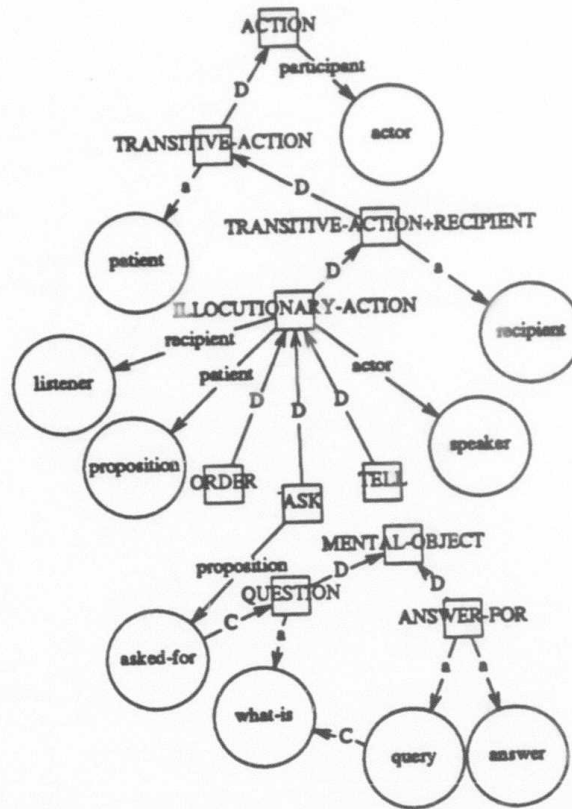 ACTION
participant
D
actor
TRANSITIVE-ACTION
a
D
patient
TRANSITIVE-ACTION+RECIPIENT
D
a
ILLOCUTIONARY-ACTION
recipient
recipient
listener
patient
actor
D
D
D
proposition
speaker
ORDER
ASK
TELL
MENTAL-OBJECT
proposition
QUESTION
D
D
ANSWER-FOR
C
asked-for
a
a
a
what-is
C
query
answer